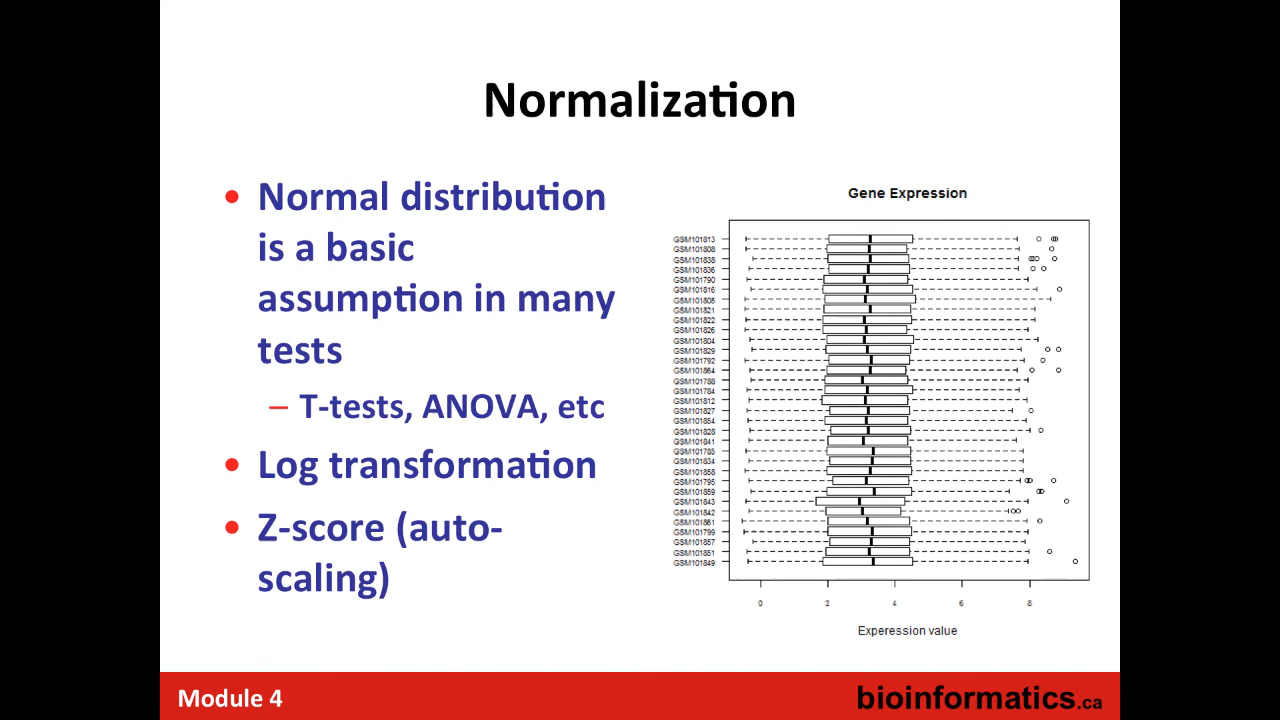 Normalization
• Normal distribution
is a basic
assumption in many
tests
– T-tests, ANOVA, etc
• Log transformation
• Z-score (auto-
scaling)
Gene Expression
GSM101813
GSM101808
GSM101838
GSM101836
GSM101790
GSM101816
GSM101821
GSM101822
GSM101826
GSM101804
GSM101829
GSM101792
GSM101864
GSM101788
GSM101784
GSM101812
GSM101827
GSM101854
GSM101828
GSM101841
GSM101785
GSM101834
GSM101858
GSM101795
GSM101859
GSM101843
GSM101842
GSM101861
GSM101799
GSM101857
GSM101851
GSM101849
0 2 4 6 8
Experession value
Module 4
bioinformatics.ca